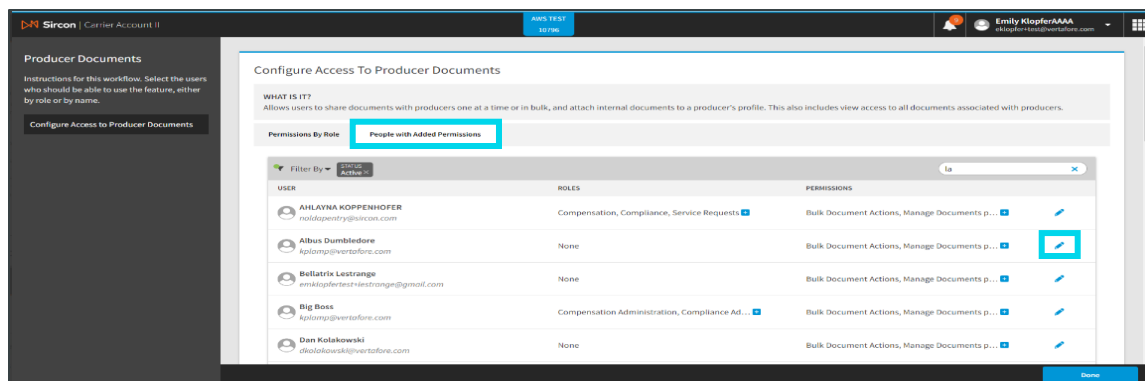 Sircon | Carrier Account II
AWS TEST
10796
Emily KlopferAAAA
eklopfer+test@vertafore.com
Producer Documents
Instructions for this workflow. Select the users
who should be able to use the feature, either
by role or by name.
Configure Access to Producer Documents
Configure Access To Producer Documents
WHAT IS IT?
Allows users to share documents with producers one at a time or in bulk, and attach internal documents to a producer's profile. This also includes view access to all documents associated with producers.
Permissions By Role People with Added Permissions
Filter By STATUS
Active ×
la
USER ROLES PERMISSIONS
AHLAYNA KOPPENHOFER
noldapentry@sircon.com
Compensation, Compliance, Service Requests
Bulk Document Actions, Manage Documents p...
Albus Dumbledore
kplamp@vertafore.com
None
Bulk Document Actions, Manage Documents p...
Bellatrix Lestrange
emklopfertest+lestrange@gmail.com
None
Bulk Document Actions, Manage Documents p...
Big Boss
kplamp@vertafore.com
Compensation Administration, Compliance Ad...
Bulk Document Actions, Manage Documents p...
Dan Kolakowski
dkolakowski@vertafore.com
None
Bulk Document Actions, Manage Documents p...
Done